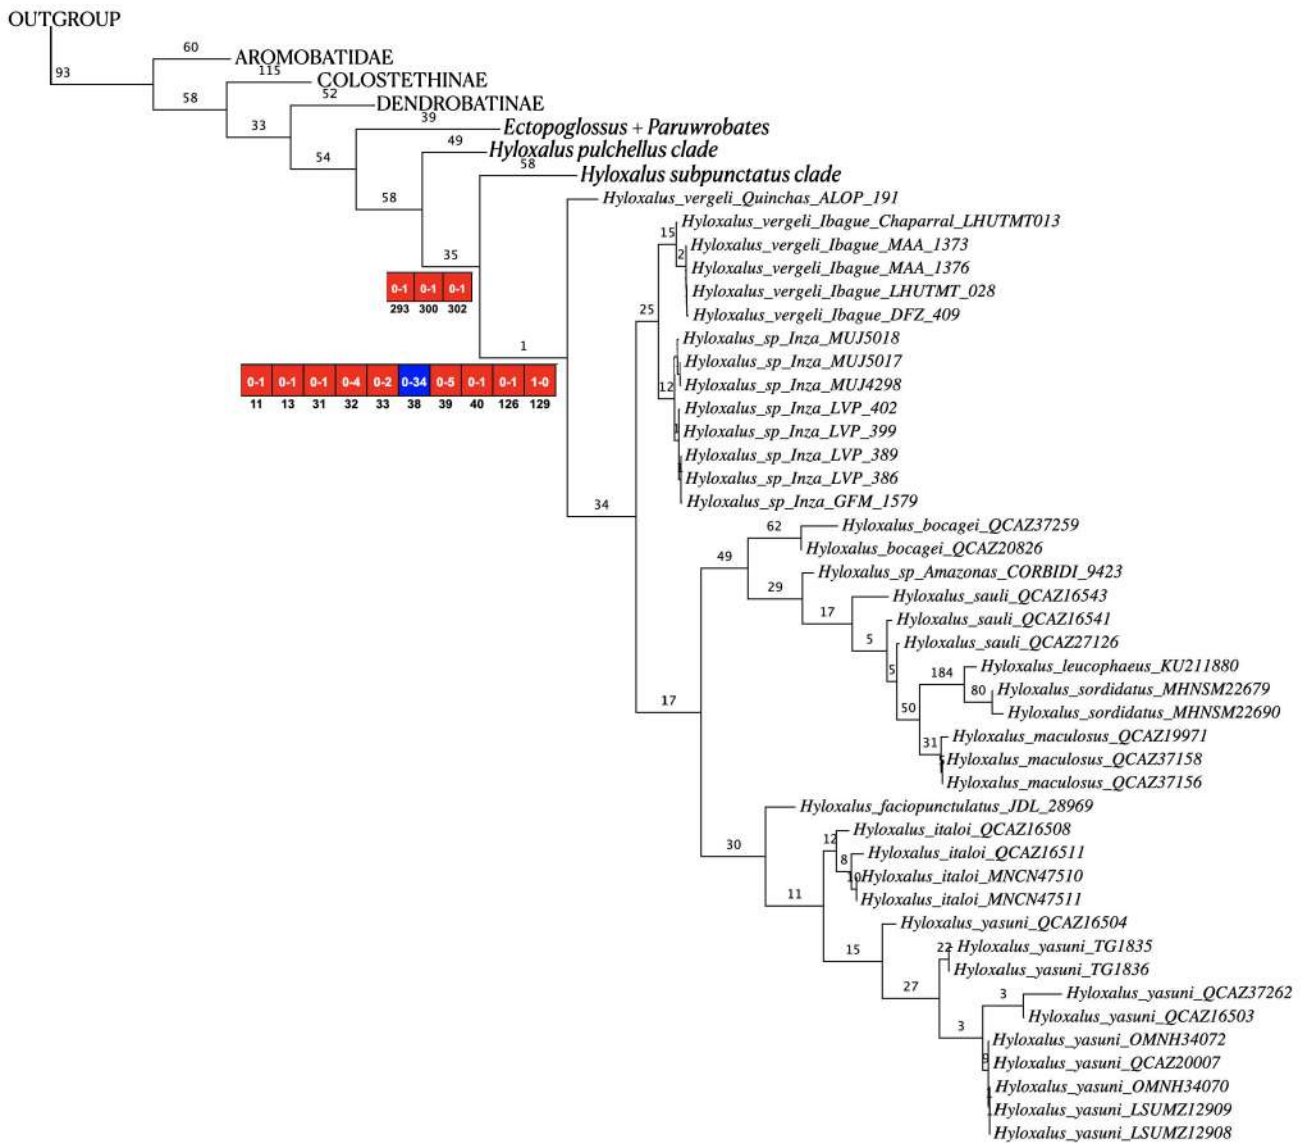 OUTGROUP
60
AROMOBATIDAE
93
115
COLOSTETHINAE
58
52
DENDROBATINAE
33
39
Ectopoglossus + Paruwrobates
54
49
Hyloxalus pulchellus clade
58
Hyloxalus subpunctatus clade
58
Hyloxalus_vergeli_Quinchas_ALOP_191
Hyloxalus_vergeli_Ibague_Chaparral_LHUTMT013
15
Hyloxalus_vergeli_Ibague_MAA_1373
2
35
Hyloxalus_vergeli_Ibague_MAA_1376
0-1 0-1 0-1
Hyloxalus_vergeli_Ibague_LHUTMT_028
293 300 302
25
Hyloxalus_vergeli_Ibague_DFZ_409
Hyloxalus_sp_Inza_MUJ5018
1
Hyloxalus_sp_Inza_MUJ5017
0-1 0-1 0-1 0-4 0-2 0-34 0-5 0-1 0-1 1-0
12
Hyloxalus_sp_Inza_MUJ4298
11 13 31 32 33 38 39 40 126 129
Hyloxalus_sp_Inza_LVP_402
Hyloxalus_sp_Inza_LVP_399
Hyloxalus_sp_Inza_LVP_389
Hyloxalus_sp_Inza_LVP_386
34
Hyloxalus_sp_Inza_GFM_1579
62
Hyloxalus_bocagei_QCAZ37259
Hyloxalus_bocagei_QCAZ20826
49
Hyloxalus_sp_Amazonas_CORBIDI_9423
29
Hyloxalus_sauli_QCAZ16543
17
Hyloxalus_sauli_QCAZ16541
5
Hyloxalus_sauli_QCAZ27126
Hyloxalus_leucophaeus_KU211880
5
184
Hyloxalus_sordidatus_MHNSM22679
80
17
50
Hyloxalus_sordidatus_MHNSM22690
Hyloxalus_maculosus_QCAZ19971
31
Hyloxalus_maculosus_QCAZ37158
Hyloxalus_maculosus_QCAZ37156
Hyloxalus_faciopunctulatus_JDL_28969
Hyloxalus_italoi_QCAZ16508
12
30
Hyloxalus_italoi_QCAZ16511
8
Hyloxalus_italoi_MNCN47510
10
11
Hyloxalus_italoi_MNCN47511
Hyloxalus_yasuni_QCAZ16504
15
22
Hyloxalus_yasuni_TG1835
Hyloxalus_yasuni_TG1836
27
3
Hyloxalus_yasuni_QCAZ37262
Hyloxalus_yasuni_QCAZ16503
3
Hyloxalus_yasuni_OMNH34072
9
Hyloxalus_yasuni_QCAZ20007
Hyloxalus_yasuni_OMNH34070
Hyloxalus_yasuni_LSUMZ12909
Hyloxalus_yasuni_LSUMZ12908